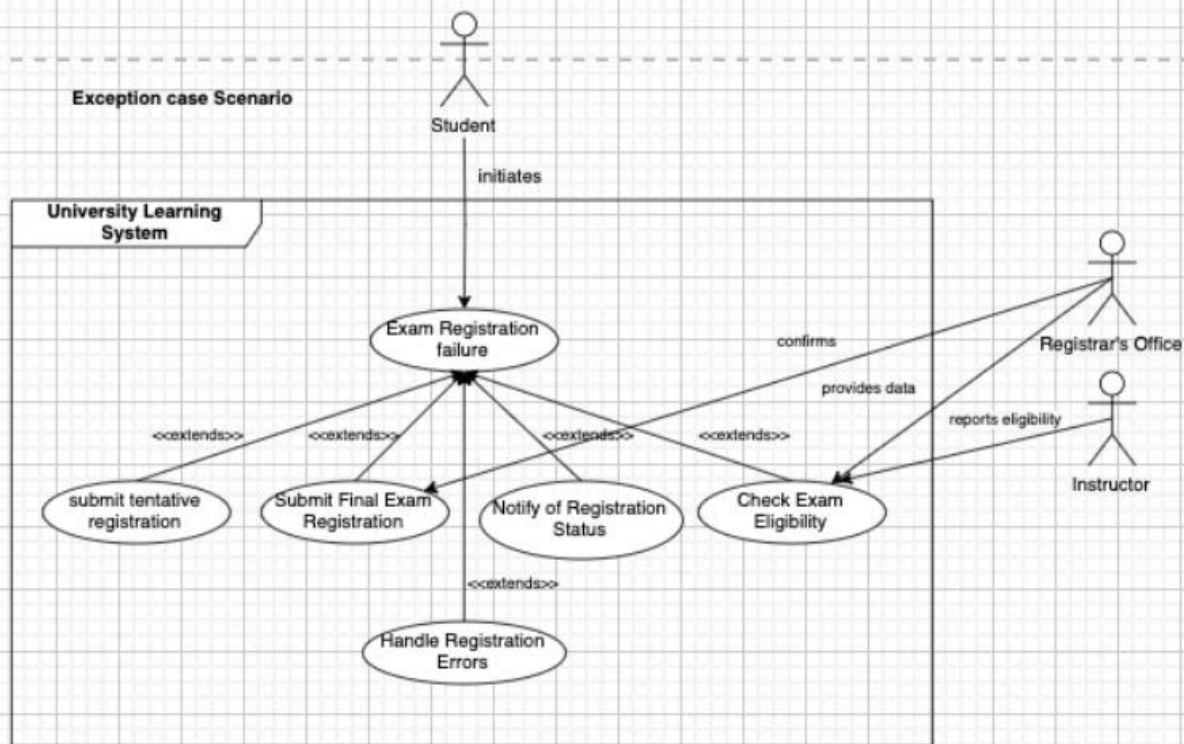 Exception case Scenario
Student
initiates
University Learning
System
Exam Registration
failure
confirms
Registrar's Office
provides data
reports eligibility
<<extends>>
<<extends>>
<<extends>>
<<extends>>
Instructor
submit tentative
registration
Submit Final Exam
Registration
Notify of Registration
Status
Check Exam
Eligibility
<<extends>>
Handle Registration
Errors